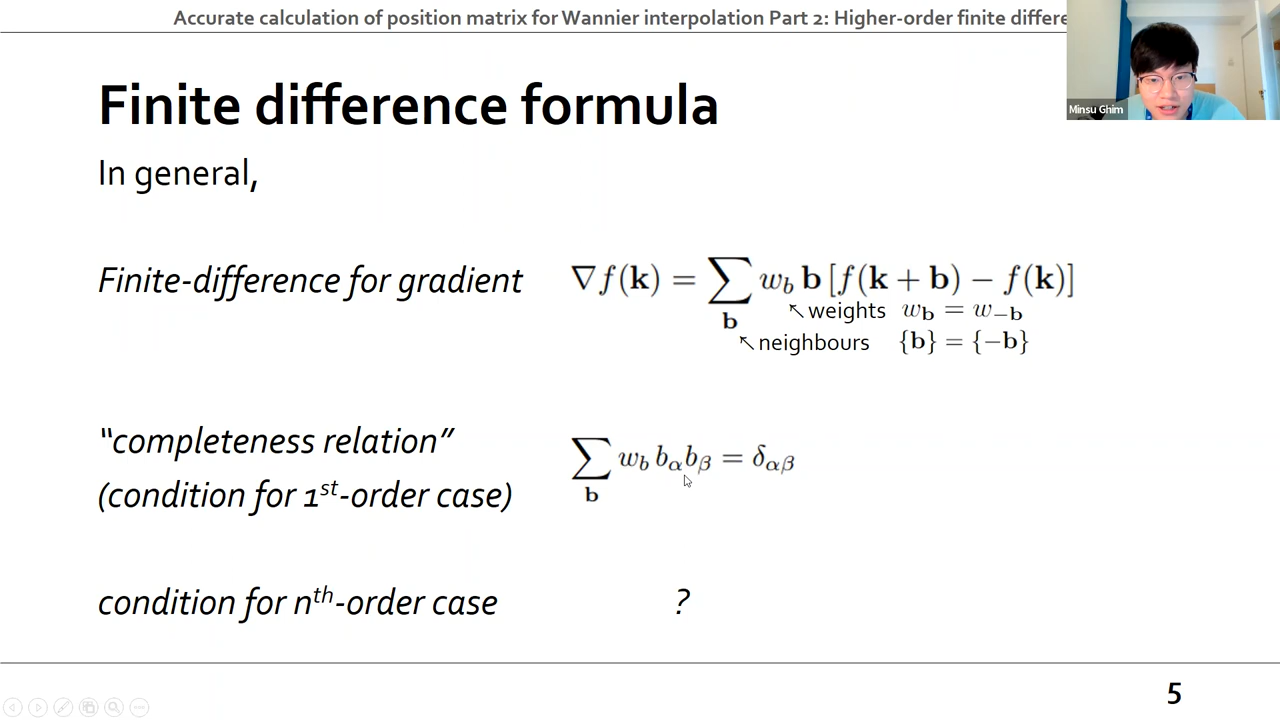 Accurate calculation of position matrix for Wannier interpolation Part 2: Higher-order finite differe
Minsu Ghim
Finite difference formula
In general,
Finite-difference for gradient ∇f(𝐤) = ∑_𝐛 w_b 𝐛 [f(𝐤 + 𝐛) − f(𝐤)]
↖weights w_𝐛 = w_−𝐛
↖neighbours {𝐛} = {−𝐛}
“completeness relation” ∑_𝐛 w_b b_α b_β = δ_αβ
(condition for 1st-order case)
condition for nth-order case ?
5